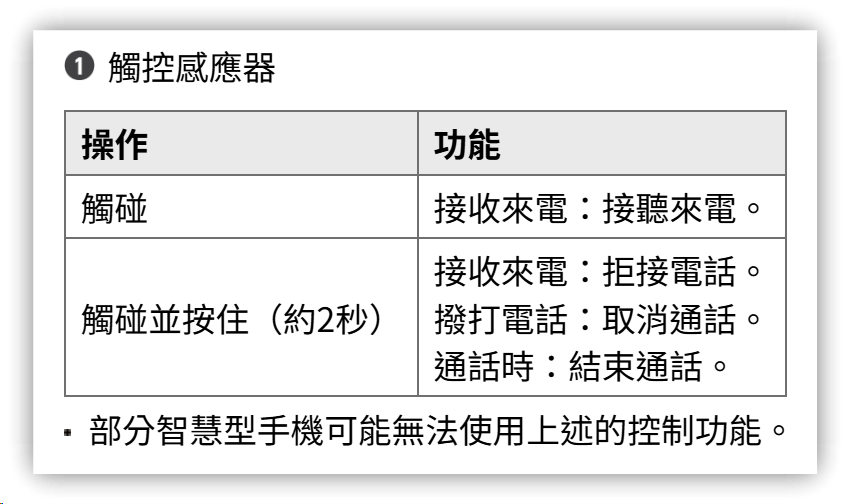 ❶ 觸控感應器
操作 功能
觸碰 接收來電：接聽來電。
觸碰並按住（約2秒） 接收來電：拒接電話。
撥打電話：取消通話。
通話時：結束通話。
▪ 部分智慧型手機可能無法使用上述的控制功能。